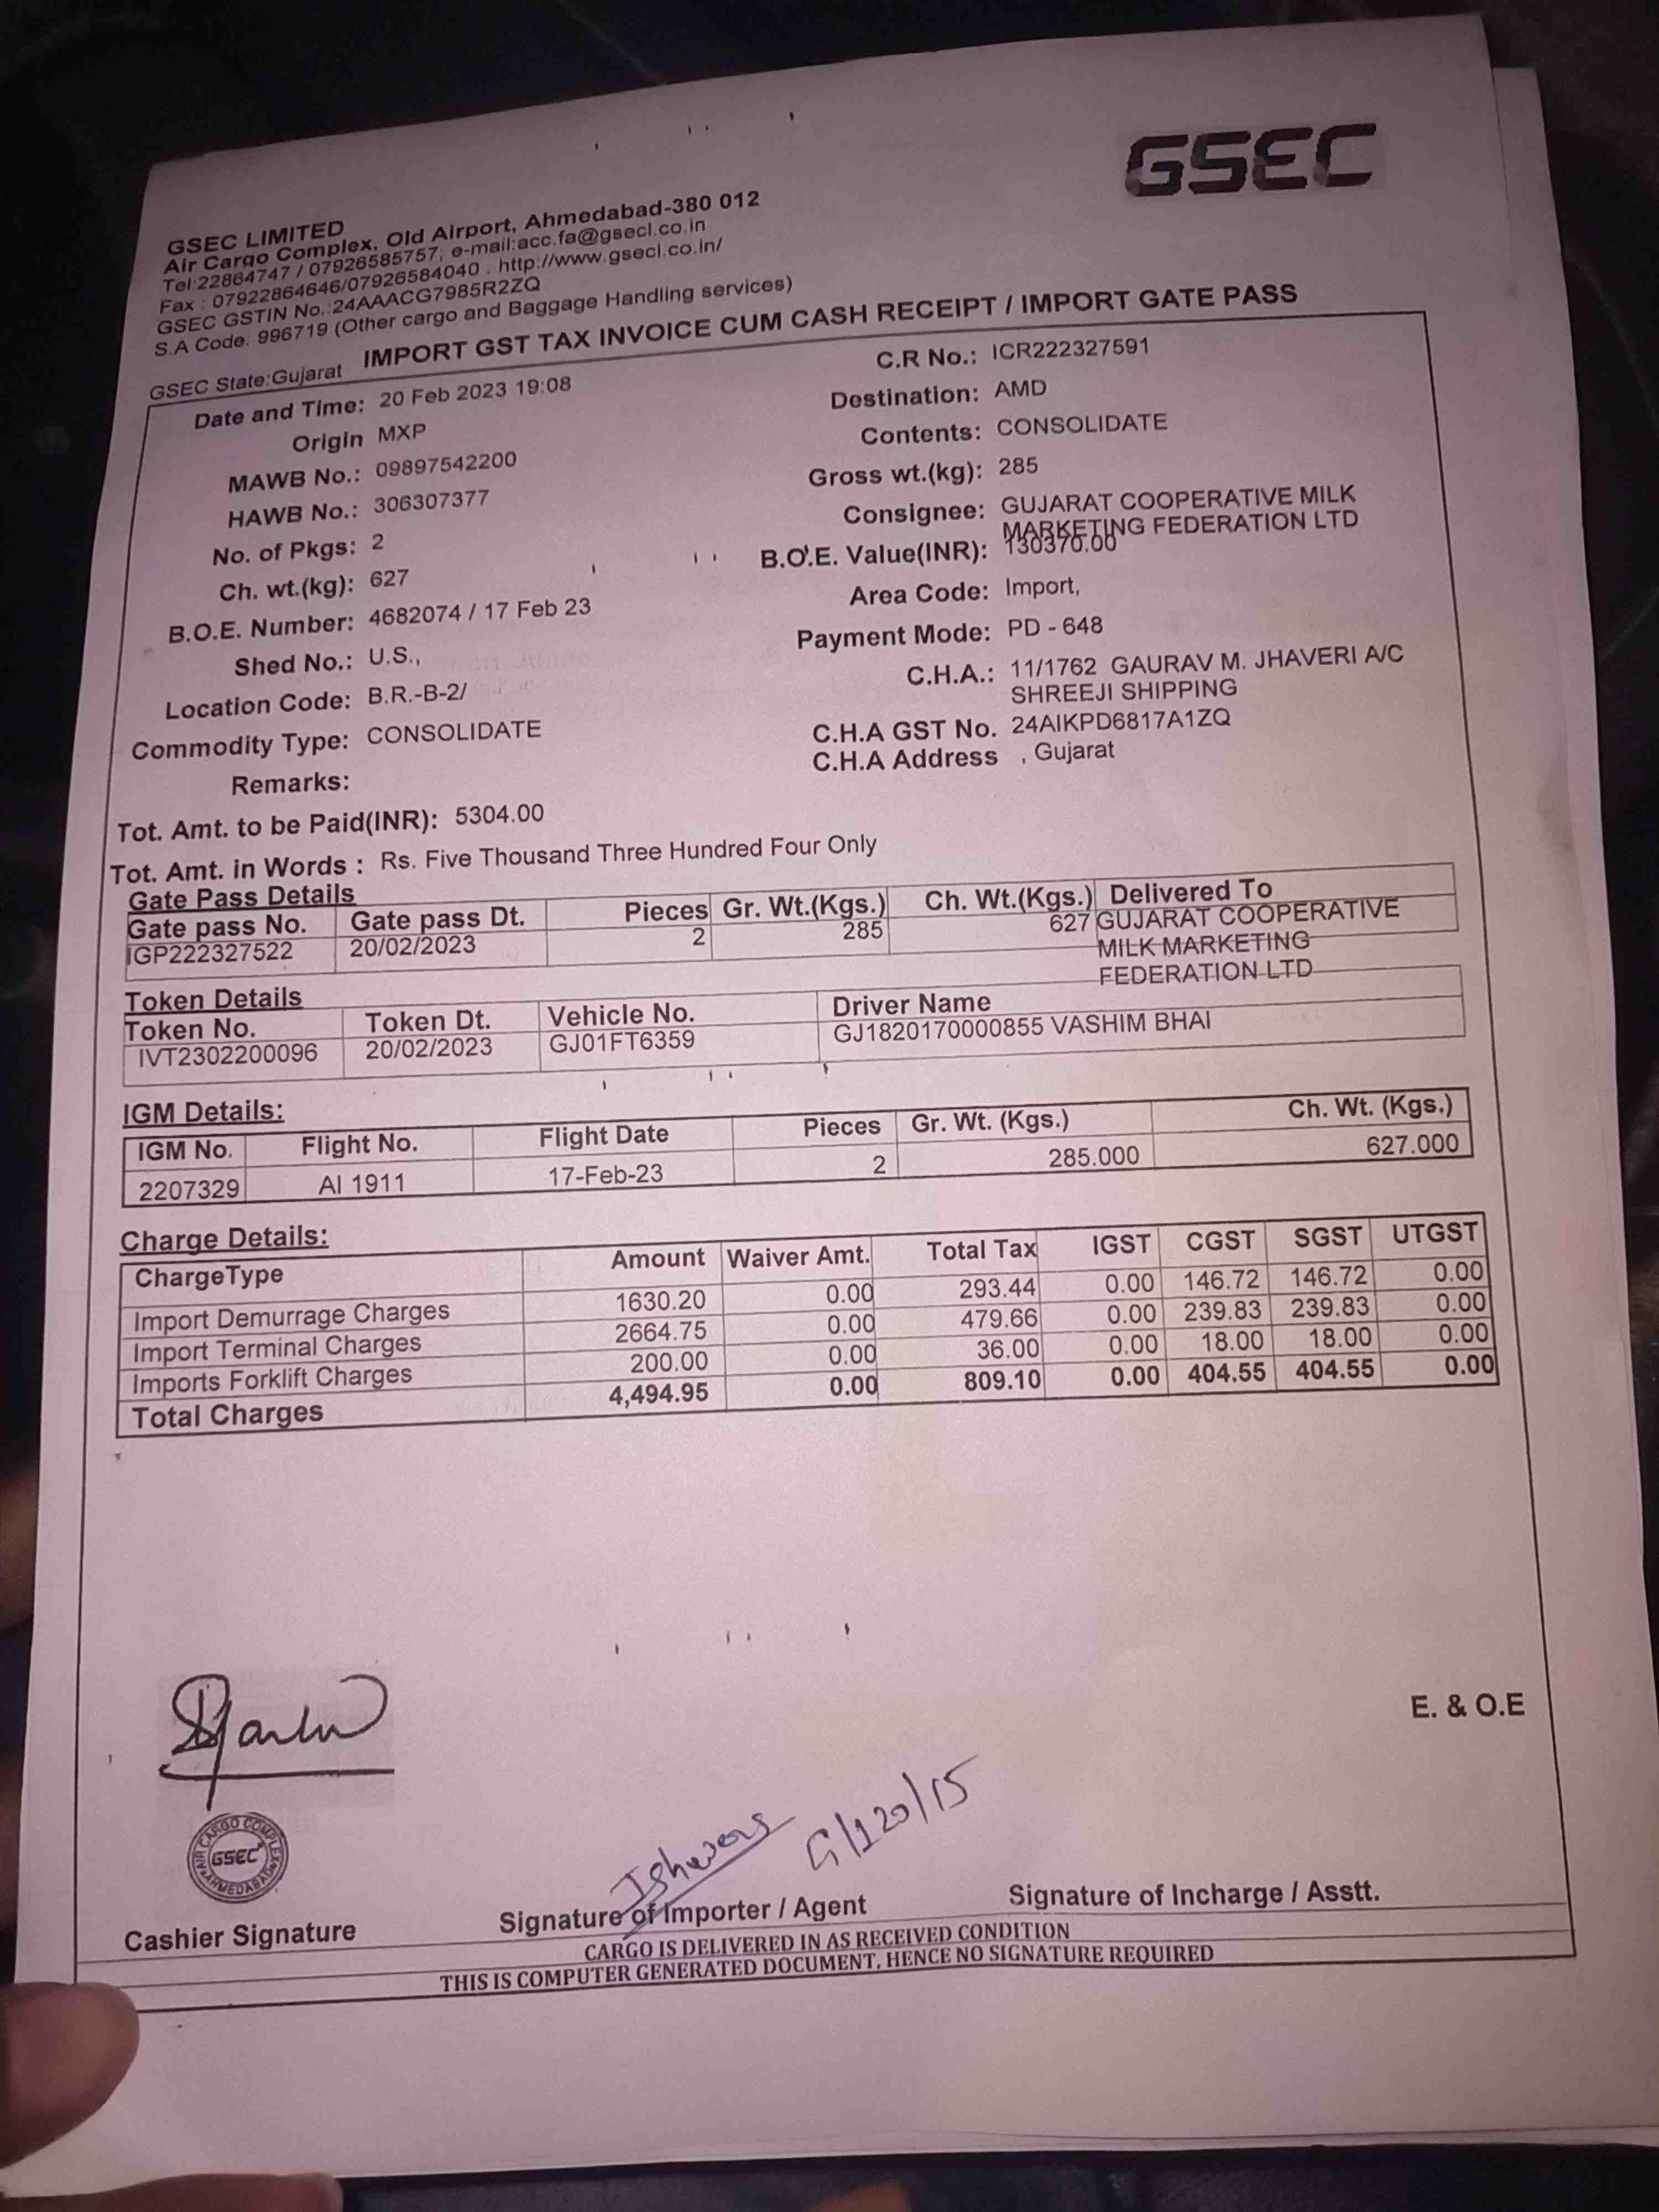 GSEC
GSEC LIMITED
Air Cargo Complex, Old Airport, Ahmedabad-380 012
Tel:22864747 / 07926585757; e-mail:acc.fa@gsecl.co.in
Fax : 07922864646/07926584040 . http://www.gsecl.co.in/
GSEC GSTIN No.:24AAACG7985R2ZQ
S.A Code: 996719 (Other cargo and Baggage Handling services)
GSEC State:Gujarat IMPORT GST TAX INVOICE CUM CASH RECEIPT / IMPORT GATE PASS
Date and Time: 20 Feb 2023 19:08 C.R No.: ICR222327591
Origin MXP Destination: AMD
MAWB No.: 09897542200 Contents: CONSOLIDATE
HAWB No.: 306307377 Gross wt.(kg): 285
No. of Pkgs: 2 Consignee: GUJARAT COOPERATIVE MILK
MARKETING FEDERATION LTD
Ch. wt.(kg): 627 B.O.E. Value(INR): 130370.00
B.O.E. Number: 4682074 / 17 Feb 23 Area Code: Import,
Shed No.: U.S., Payment Mode: PD - 648
Location Code: B.R.-B-2/ C.H.A.: 11/1762 GAURAV M. JHAVERI A/C
SHREEJI SHIPPING
Commodity Type: CONSOLIDATE C.H.A GST No. 24AIKPD6817A1ZQ
Remarks: C.H.A Address , Gujarat
Tot. Amt. to be Paid(INR): 5304.00
Tot. Amt. in Words : Rs. Five Thousand Three Hundred Four Only
Gate Pass Details
Gate pass No. Gate pass Dt. Pieces Gr. Wt.(Kgs.) Ch. Wt.(Kgs.) Delivered To
IGP222327522 20/02/2023 2 285 627 GUJARAT COOPERATIVE
MILK MARKETING
FEDERATION LTD
Token Details
Token No. Token Dt. Vehicle No. Driver Name
IVT2302200096 20/02/2023 GJ01FT6359 GJ1820170000855 VASHIM BHAI
IGM Details:
IGM No. Flight No. Flight Date Pieces Gr. Wt. (Kgs.) Ch. Wt. (Kgs.)
2207329 AI 1911 17-Feb-23 2 285.000 627.000
Charge Details:
ChargeType Amount Waiver Amt. Total Tax IGST CGST SGST UTGST
Import Demurrage Charges 1630.20 0.00 293.44 0.00 146.72 146.72 0.00
Import Terminal Charges 2664.75 0.00 479.66 0.00 239.83 239.83 0.00
Imports Forklift Charges 200.00 0.00 36.00 0.00 18.00 18.00 0.00
Total Charges 4,494.95 0.00 809.10 0.00 404.55 404.55 0.00
E. & O.E
AIR CARGO COMPLEX
GSEC
AHMEDABAD
G/120/15
Cashier Signature Signature of Importer / Agent Signature of Incharge / Asstt.
CARGO IS DELIVERED IN AS RECEIVED CONDITION
THIS IS COMPUTER GENERATED DOCUMENT, HENCE NO SIGNATURE REQUIRED